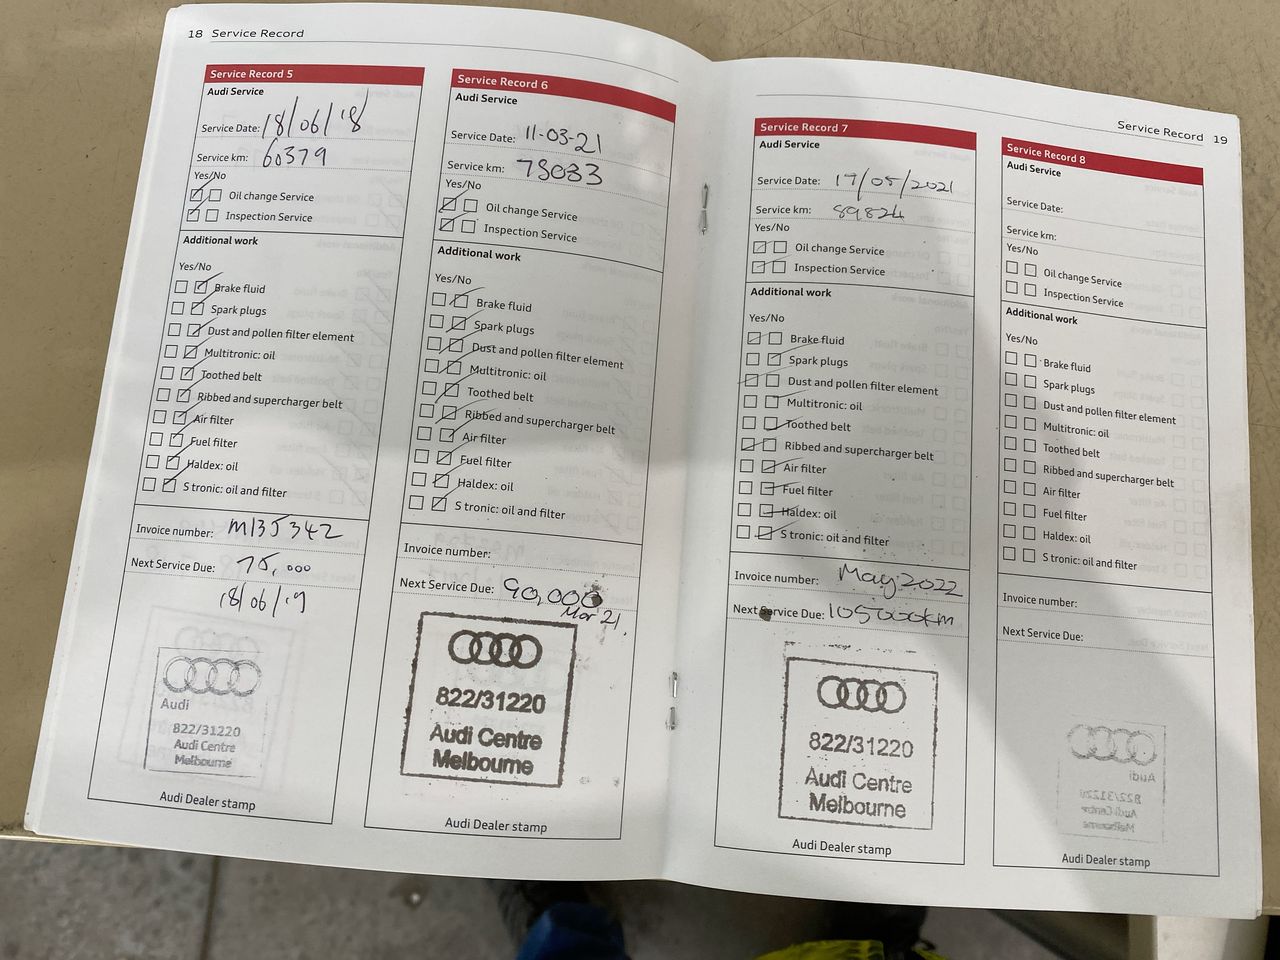 18 Service Record
Service Record 5
Audi Service
Service Date: 18/06/18
Service km: 60379
Yes/No
Oil change Service
Inspection Service
Additional work
Yes/No
Brake fluid
Spark plugs
Dust and pollen filter element
Multitronic: oil
Toothed belt
Ribbed and supercharger belt
Air filter
Fuel filter
Haldex: oil
S tronic: oil and filter
Invoice number: M135342
Next Service Due: 75,000
18/06/19
Audi
822/31220
Audi Centre
Melbourne
Audi Dealer stamp
Service Record 6
Audi Service
Service Date: 11-03-21
Service km:
Yes/No
Oil change Service
Inspection Service
Additional work
Yes/No
Brake fluid
Spark plugs
Dust and pollen filter element
Multitronic: oil
Toothed belt
Ribbed and supercharger belt
Air filter
Fuel filter
Haldex: oil
S tronic: oil and filter
Invoice number:
Next Service Due: 90,000
Mar 21.
822/31220
Audi Centre
Melbourne
Audi Dealer stamp
Service Record 19
Service Record 7
Audi Service
Service Date:
Service km: 89824
Yes/No
Oil change Service
Inspection Service
Additional work
Yes/No
Brake fluid
Spark plugs
Dust and pollen filter element
Multitronic: oil
Toothed belt
Ribbed and supercharger belt
Air filter
Fuel filter
Haldex: oil
S tronic: oil and filter
Invoice number: May 2022
Next Service Due: 105000km
822/31220
Audi Centre
Melbourne
Audi Dealer stamp
Service Record 8
Audi Service
Service Date:
Service km:
Yes/No
Oil change Service
Inspection Service
Additional work
Yes/No
Brake fluid
Spark plugs
Dust and pollen filter element
Multitronic: oil
Toothed belt
Ribbed and supercharger belt
Air filter
Fuel filter
Haldex: oil
S tronic: oil and filter
Invoice number:
Next Service Due:
Audi Dealer stamp